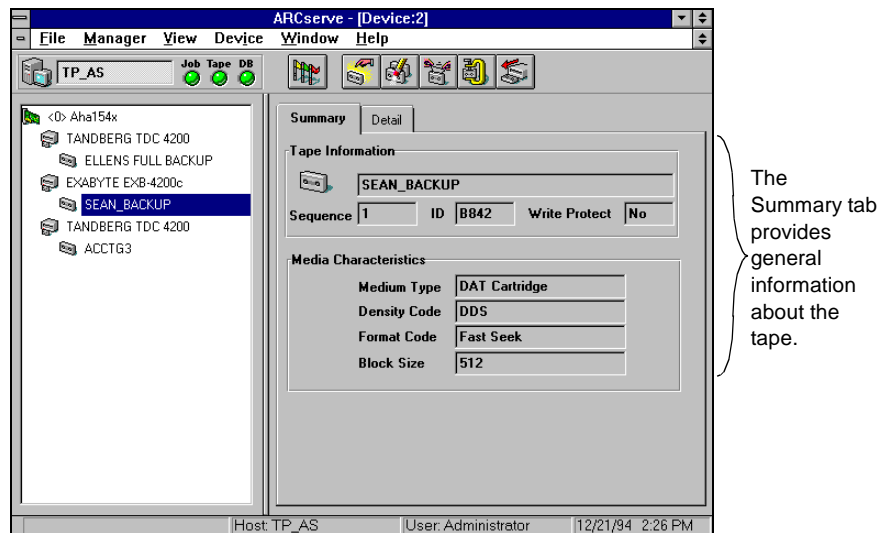 ARCserve - [Device:2]
File Manager View Device Window Help
TP_AS
Job Tape DB
<0> Aha154x
TANDBERG TDC 4200
ELLENS FULL BACKUP
EXABYTE EXB-4200c
SEAN_BACKUP
TANDBERG TDC 4200
ACCTG3
Summary Detail
Tape Information
SEAN_BACKUP
Sequence 1 ID B842 Write Protect No
Media Characteristics
Medium Type DAT Cartridge
Density Code DDS
Format Code Fast Seek
Block Size 512
Host: TP_AS User: Administrator 12/21/94 2:26 PM
The
Summary tab
provides
general
information
about the
tape.